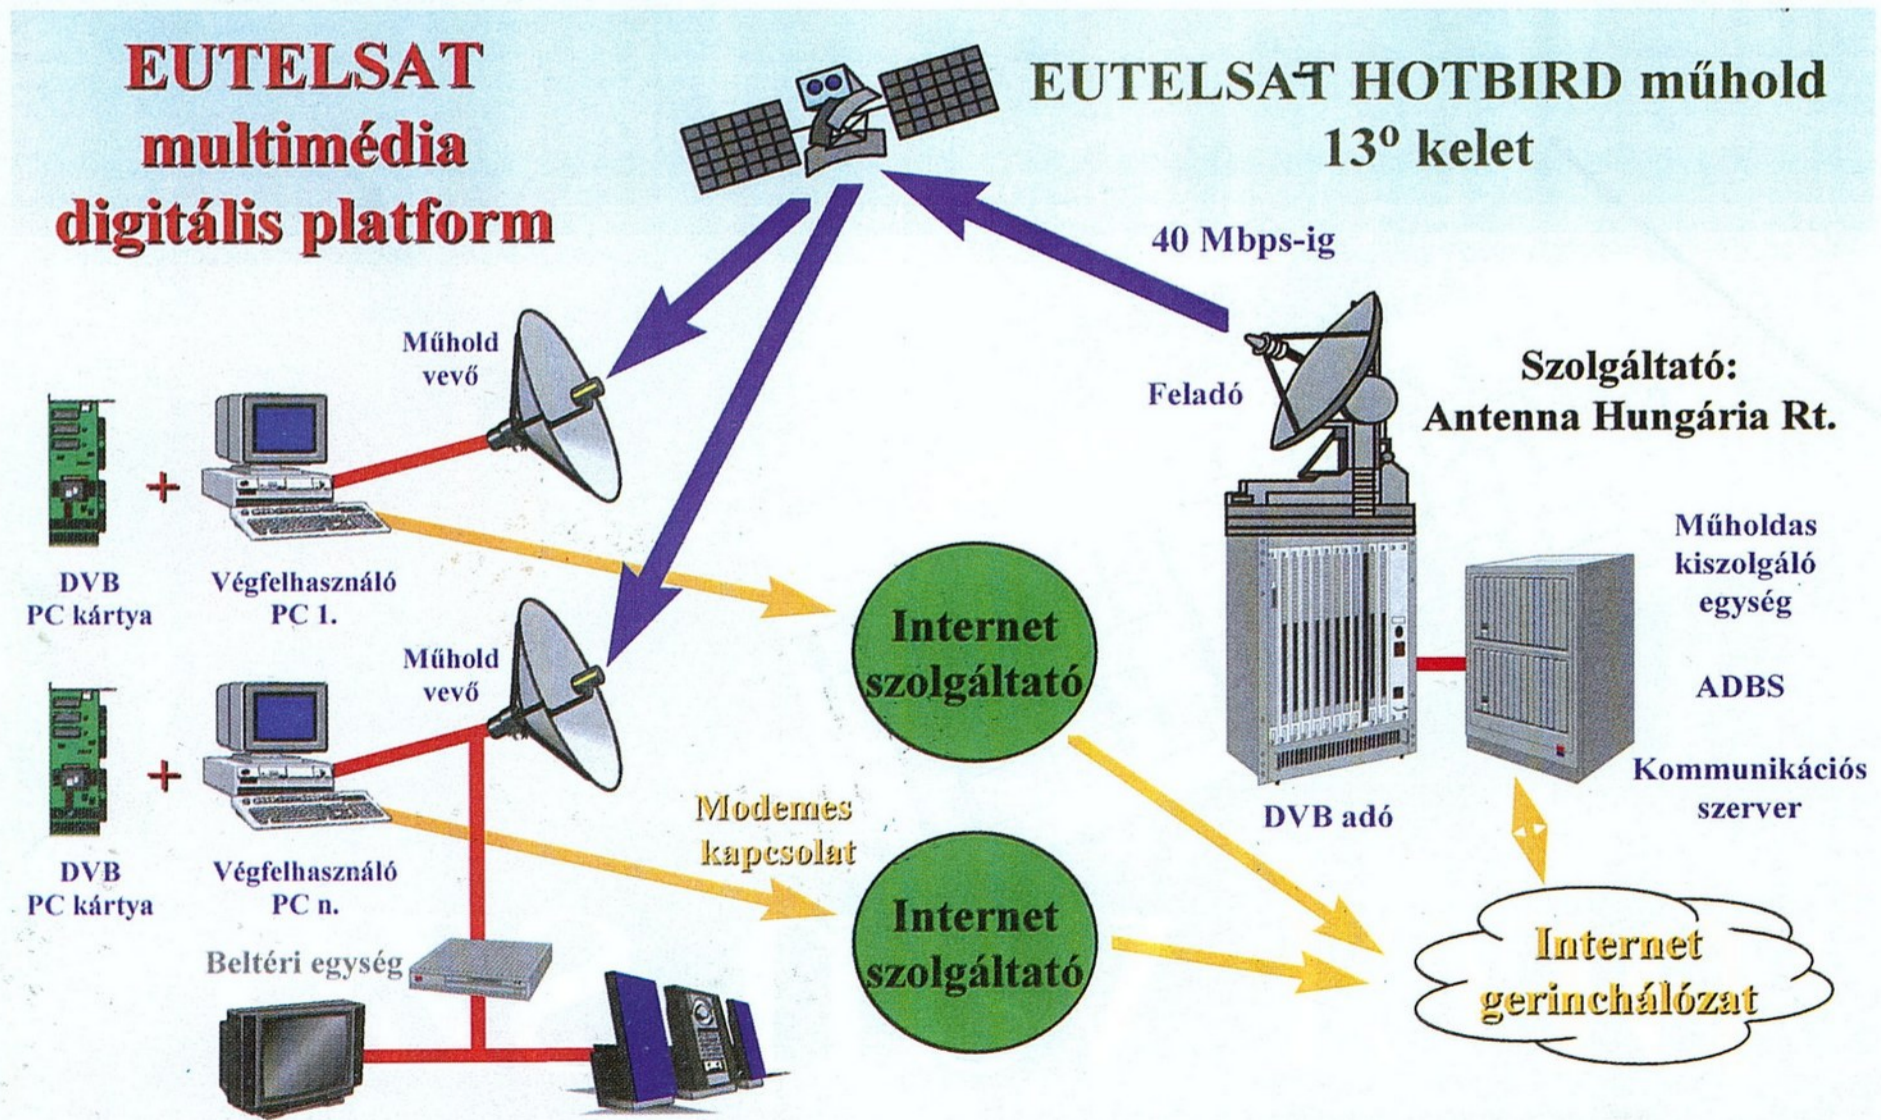 EUTELSAT
multimédia
digitális platform
EUTELSAT HOTBIRD műhold
13º kelet
40 Mbps-ig
Műhold
vevő
Feladó
Szolgáltató:
Antenna Hungária Rt.
DVB
PC kártya
Végfelhasználó
PC 1.
Műholdas
kiszolgáló
egység
ADBS
Kommunikációs
szerver
DVB adó
Internet
szolgáltató
Műhold
vevő
Modemes
kapcsolat
DVB
PC kártya
Végfelhasználó
PC n.
Internet
szolgáltató
Internet
gerinchálózat
Beltéri egység